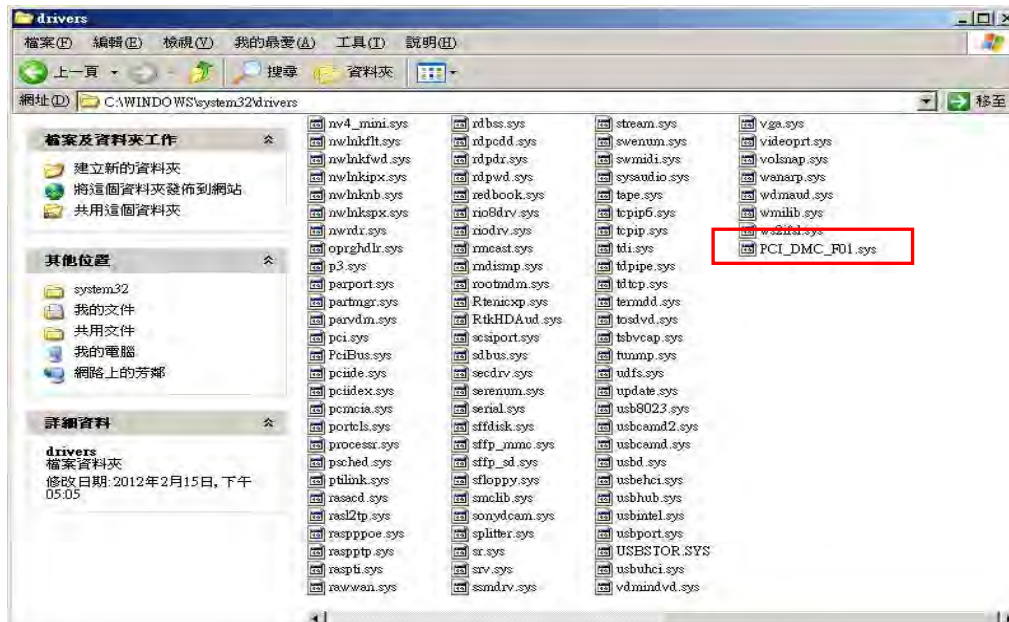 drivers
檔案(F) 編輯(E) 檢視(V) 我的最愛(A) 工具(T) 說明(H)
上一頁 搜尋 資料夾
網址(D) C:\WINDOWS\system32\drivers 移至
檔案及資料夾工作
建立新的資料夾
將這個資料夾發佈到網站
共用這個資料夾
其他位置
system32
我的文件
共用文件
我的電腦
網路上的芳鄰
詳細資料
drivers
檔案資料夾
修改日期: 2012年2月15日, 下午
05:05
nv4_mini.sys
nwlnkflt.sys
nwlnkfwd.sys
nwlnkipx.sys
nwlnknb.sys
nwlnkspx.sys
nwrdr.sys
oprghdlr.sys
p3.sys
parport.sys
partmgr.sys
parvdm.sys
pci.sys
PciBus.sys
pciide.sys
pciidex.sys
pcmcia.sys
portcls.sys
processr.sys
psched.sys
ptilink.sys
rasacd.sys
rasl2tp.sys
raspppoe.sys
raspptp.sys
raspti.sys
rawwan.sys
rdbss.sys
rdpcdd.sys
rdpdr.sys
rdpwd.sys
redbook.sys
rio8drv.sys
riodrv.sys
rmcast.sys
rndismp.sys
rootmdm.sys
Rtenicxp.sys
RtkHDAud.sys
scsiport.sys
sdbus.sys
secdrv.sys
serenum.sys
serial.sys
sffdisk.sys
sffp_mmc.sys
sffp_sd.sys
sfloppy.sys
smclib.sys
sonydcam.sys
splitter.sys
sr.sys
srv.sys
ssmdrv.sys
stream.sys
swenum.sys
swmidi.sys
sysaudio.sys
tape.sys
tcpip6.sys
tcpip.sys
tdi.sys
tdpipe.sys
tdtcp.sys
termdd.sys
tosdvd.sys
tsbvcap.sys
tunmp.sys
udfs.sys
update.sys
usb8023.sys
usbcamd2.sys
usbcamd.sys
usbd.sys
usbehci.sys
usbhub.sys
usbintel.sys
usbport.sys
USBSTOR.SYS
usbuhci.sys
vdmindvd.sys
vga.sys
videoprt.sys
volsnap.sys
wanarp.sys
wdmaud.sys
wmilib.sys
ws2ifsl.sys
PCI_DMC_F01.sys